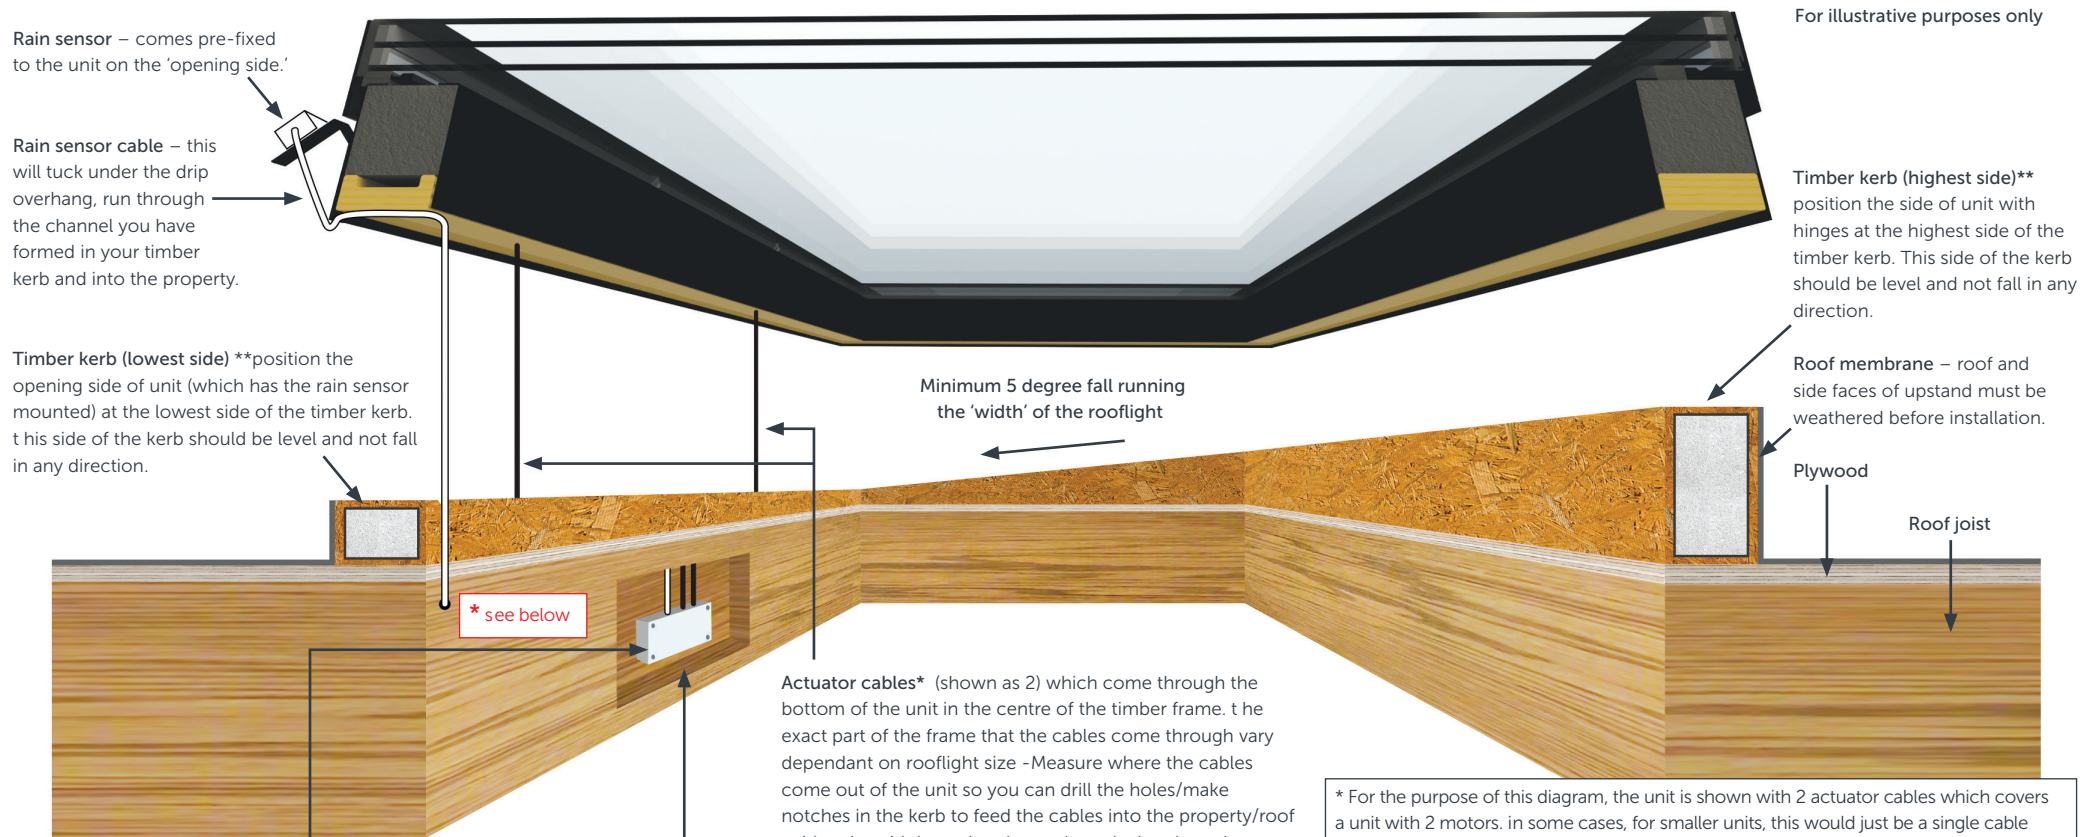 For illustrative purposes only
Rain sensor – comes pre-fixed
to the unit on the ‘opening side.’
Rain sensor cable – this
will tuck under the drip
overhang, run through
the channel you have
formed in your timber
kerb and into the property.
Timber kerb (lowest side) **position the
opening side of unit (which has the rain sensor
mounted) at the lowest side of the timber kerb.
t his side of the kerb should be level and not fall
in any direction.
Minimum 5 degree fall running
the ‘width’ of the rooflight
Timber kerb (highest side)**
position the side of unit with
hinges at the highest side of the
timber kerb. This side of the kerb
should be level and not fall in any
direction.
Roof membrane – roof and
side faces of upstand must be
weathered before installation.
Plywood
Roof joist
* see below
Actuator cables* (shown as 2) which come through the
bottom of the unit in the centre of the timber frame. t he
exact part of the frame that the cables come through vary
dependant on rooflight size -Measure where the cables
come out of the unit so you can drill the holes/make
notches in the kerb to feed the cables into the property/roof
* For the purpose of this diagram, the unit is shown with 2 actuator cables which covers
a unit with 2 motors. in some cases, for smaller units, this would just be a single cable